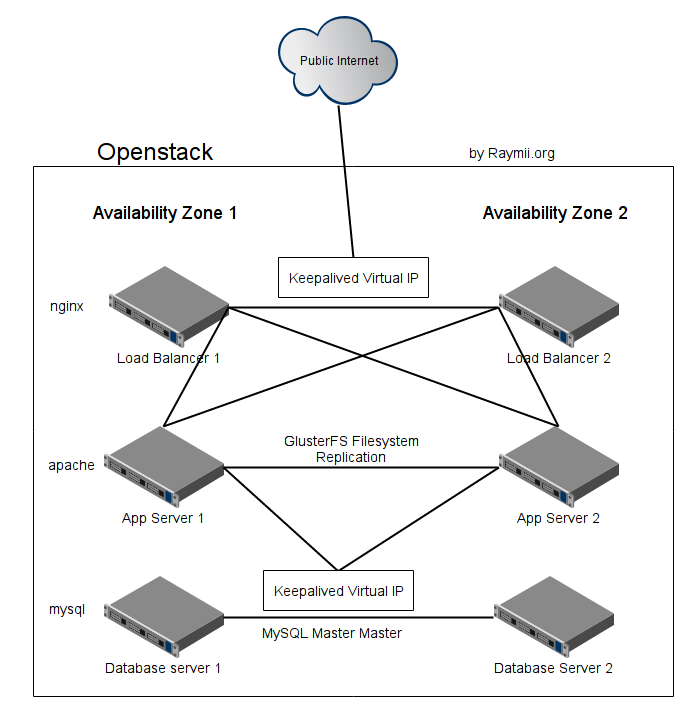 Public Internet
Openstack
by Raymii.org
Availability Zone 1
Availability Zone 2
Keepalived Virtual IP
nginx
Load Balancer 1
Load Balancer 2
GlusterFS Filesystem
Replication
apache
App Server 1
App Server 2
Keepalived Virtual IP
mysql
MySQL Master Master
Database server 1
Database Server 2